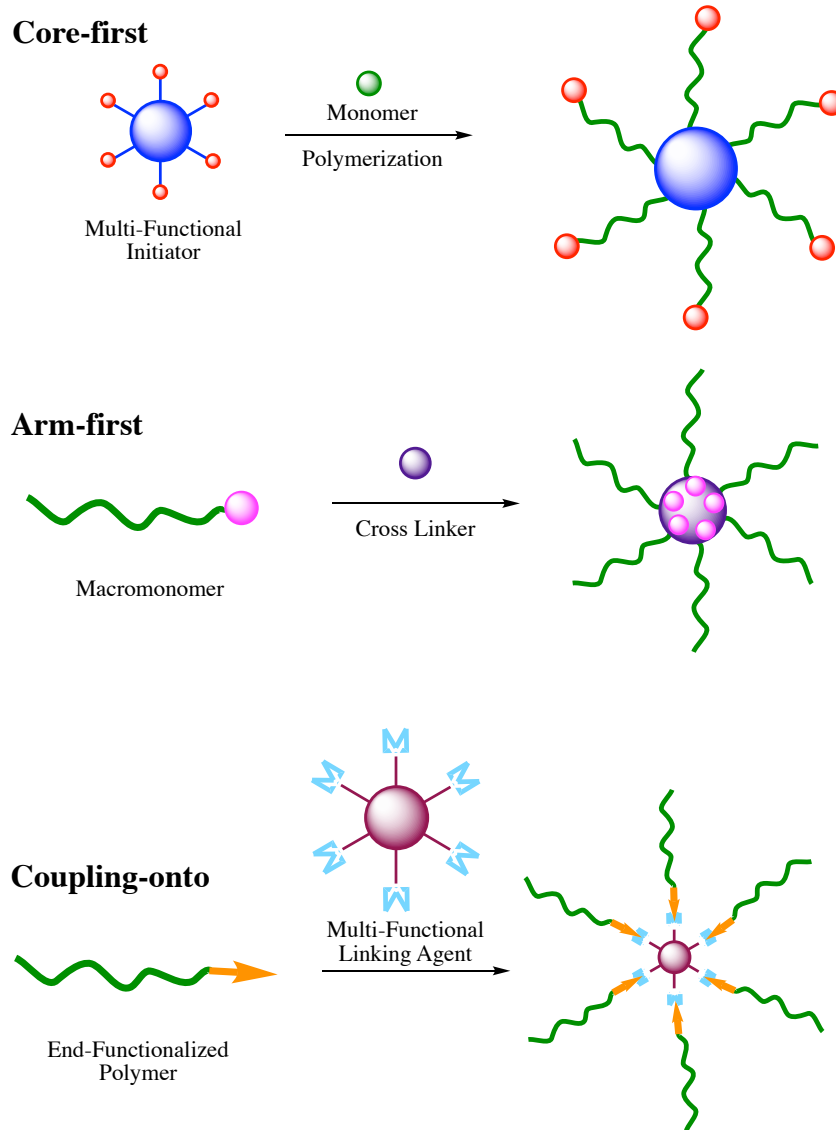 Core-first
Monomer
Polymerization
Multi-Functional
Initiator
Arm-first
Cross Linker
Macromonomer
Coupling-onto
Multi-Functional
Linking Agent
End-Functionalized
Polymer